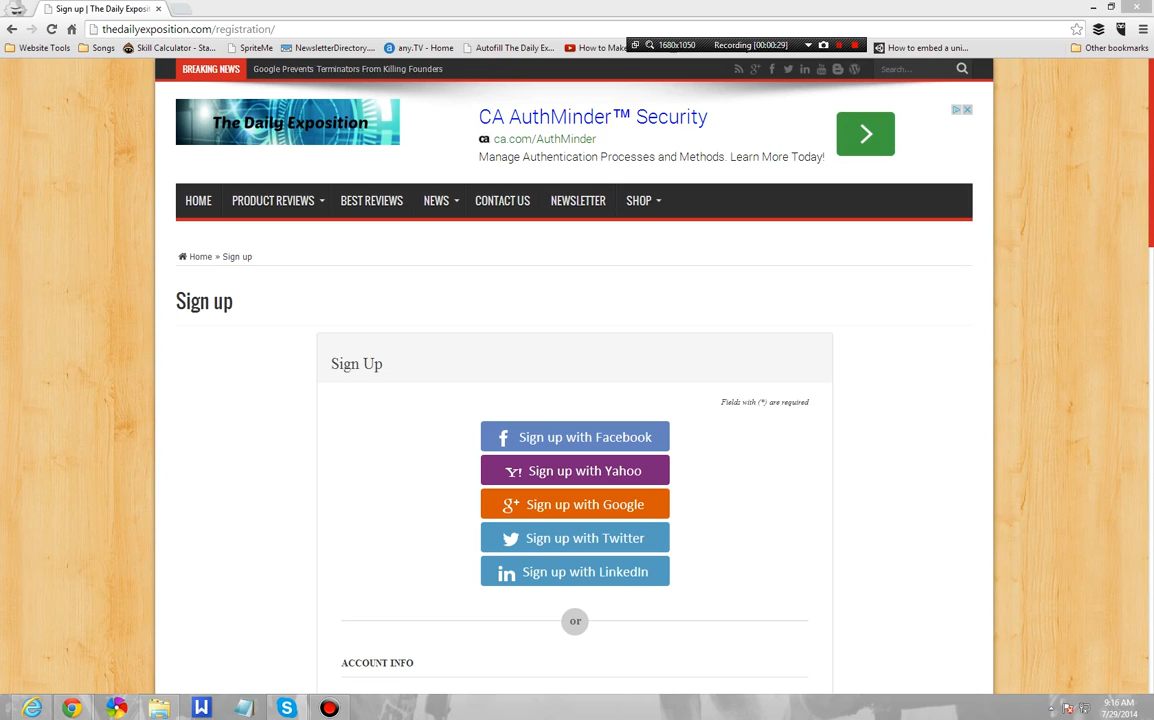 Sign up | The Daily Exposi
thedailyexposition.com/registration/
Website Tools
Songs
Skill Calculator - Sta...
SpriteMe
NewsletterDirectory....
any.TV - Home
Autofill The Daily Ex...
How to Make
1680x1050
Recording [00:00:29]
How to embed a uni...
Other bookmarks
BREAKING NEWS
Google Prevents Terminators From Killing Founders
Search...
The Daily Exposition
CA AuthMinder™ Security
ca ca.com/AuthMinder
Manage Authentication Processes and Methods. Learn More Today!
HOME
PRODUCT REVIEWS
BEST REVIEWS
NEWS
CONTACT US
NEWSLETTER
SHOP
Home » Sign up
Sign up
Sign Up
Fields with (*) are required
Sign up with Facebook
Sign up with Yahoo
Sign up with Google
Sign up with Twitter
Sign up with LinkedIn
or
ACCOUNT INFO
9:16 AM
7/29/2014